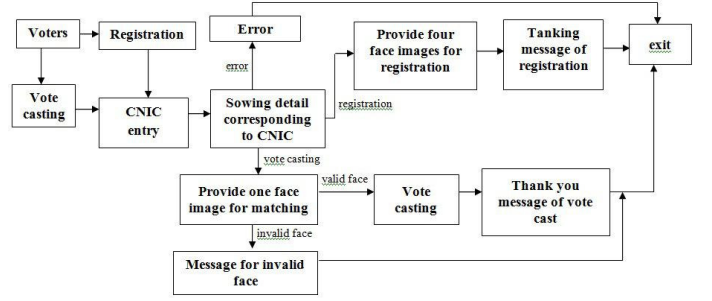 Voters
Registration
Error
Provide four
face images for
registration
Tanking
message of
registration
exit
error
Vote
casting
CNIC
entry
Sowing detail
corresponding
to CNIC
registration
vote casting
Provide one face
image for matching
valid face
Vote
casting
Thank you
message of vote
cast
invalid face
Message for invalid
face